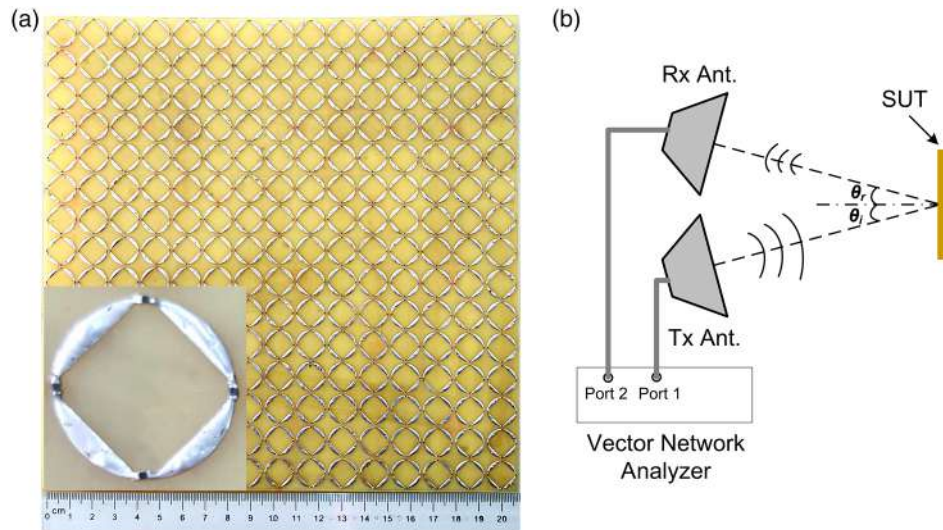 (a)
0 1 2 3 4 5 6 7 8 9 10 11 12 13 14 15 16 17 18 19 20
cm
(b)
Rx Ant.
SUT
θr
θi
Tx Ant.
Port 2 Port 1
Vector Network
Analyzer